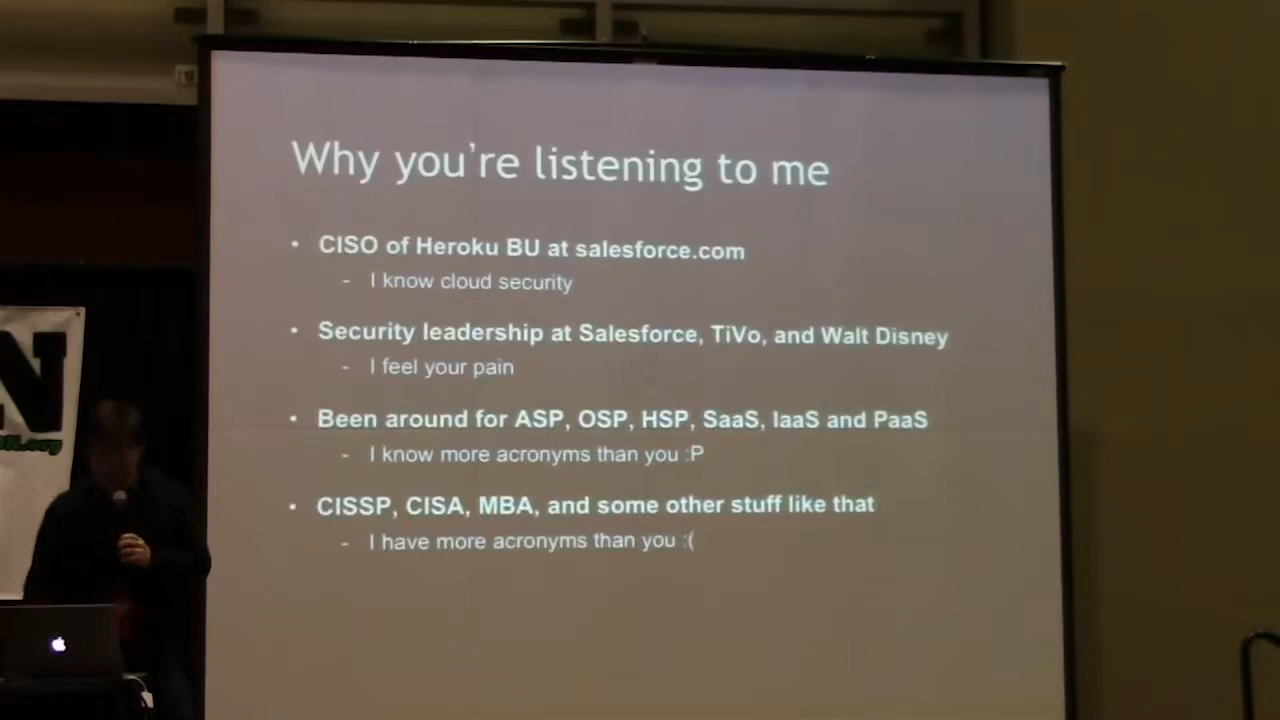 Why you're listening to me
• CISO of Heroku BU at salesforce.com
- I know cloud security
• Security leadership at Salesforce, TiVo, and Walt Disney
- I feel your pain
• Been around for ASP, OSP, HSP, SaaS, IaaS and PaaS
- I know more acronyms than you :P
• CISSP, CISA, MBA, and some other stuff like that
- I have more acronyms than you :(
N
.org